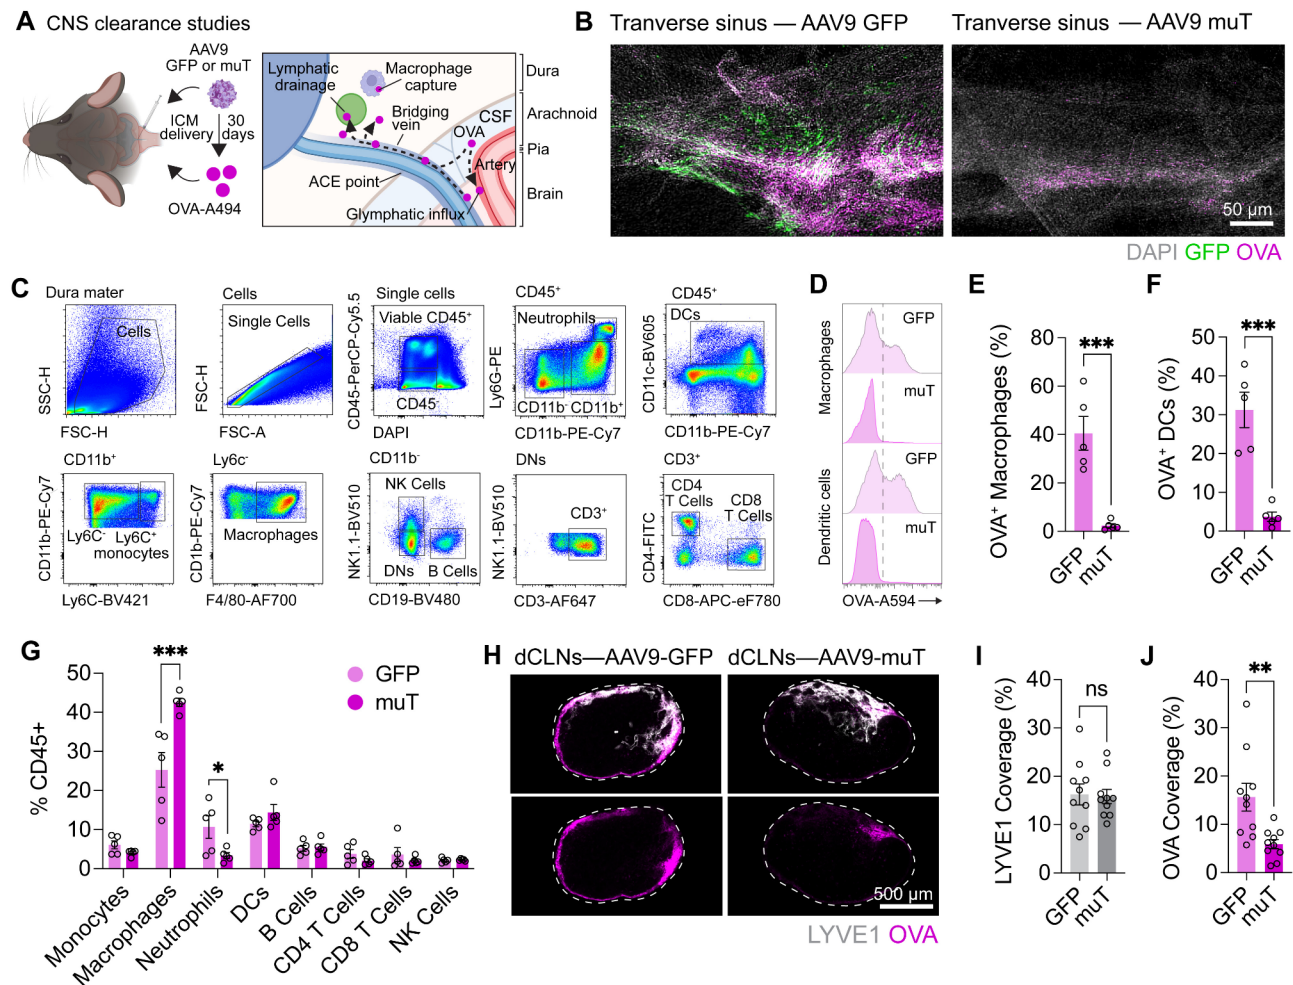 A CNS clearance studies
AAV9
GFP or muT
ICM
delivery
30
days
OVA-A494
Lymphatic
drainage
Macrophage
capture
Bridging
vein
CSF
OVA
Artery
ACE point
Glymphatic influx
Dura
Arachnoid
Pia
Brain
B Tranverse sinus — AAV9 GFP
Tranverse sinus — AAV9 muT
50 µm
DAPI GFP OVA
C
Dura mater
Cells
SSC-H
FSC-H
Cells
Single Cells
FSC-H
FSC-A
Single cells
Viable CD45+
CD45-
CD45-PerCP-Cy5.5
DAPI
CD45+
Neutrophils
CD11b-
CD11b+
Ly6G-PE
CD11b-PE-Cy7
CD45+
DCs
CD11c-BV605
CD11b-PE-Cy7
CD11b+
Ly6C-
Ly6C+
monocytes
CD11b-PE-Cy7
Ly6C-BV421
Ly6c-
Macrophages
CD1b-PE-Cy7
F4/80-AF700
CD11b-
NK Cells
DNs
B Cells
NK1.1-BV510
CD19-BV480
DNs
CD3+
NK1.1-BV510
CD3-AF647
CD3+
CD4
T Cells
CD8
T Cells
CD4-FITC
CD8-APC-eF780
D
Macrophages
GFP
muT
Dendritic cells
GFP
muT
OVA-A594
E
OVA+ Macrophages (%)
80
60
40
20
0
***
GFP
muT
F
OVA+ DCs (%)
50
40
30
20
10
0
***
GFP
muT
G
% CD45+
50
40
30
20
10
0
***
*
GFP
muT
Monocytes
Macrophages
Neutrophils
DCs
B Cells
CD4 T Cells
CD8 T Cells
NK Cells
H dCLNs—AAV9-GFP
dCLNs—AAV9-muT
500 µm
LYVE1 OVA
I
LYVE1 Coverage (%)
40
30
20
10
0
ns
GFP
muT
J
OVA Coverage (%)
40
30
20
10
0
**
GFP
muT